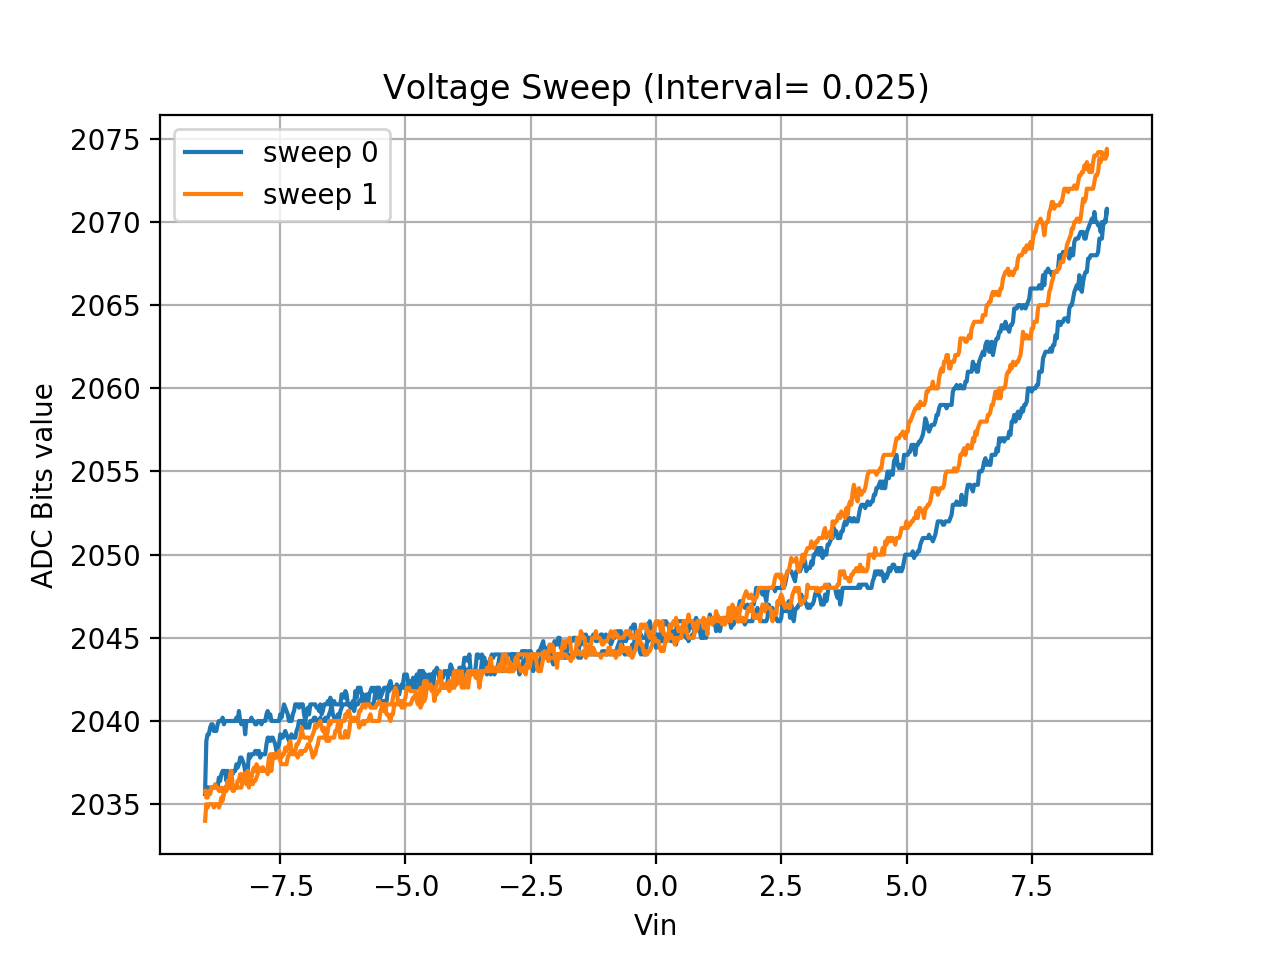 Voltage Sweep (Interval= 0.025)
sweep 0
sweep 1
ADC Bits value
2075
2070
2065
2060
2055
2050
2045
2040
2035
−7.5 −5.0 −2.5 0.0 2.5 5.0 7.5
Vin